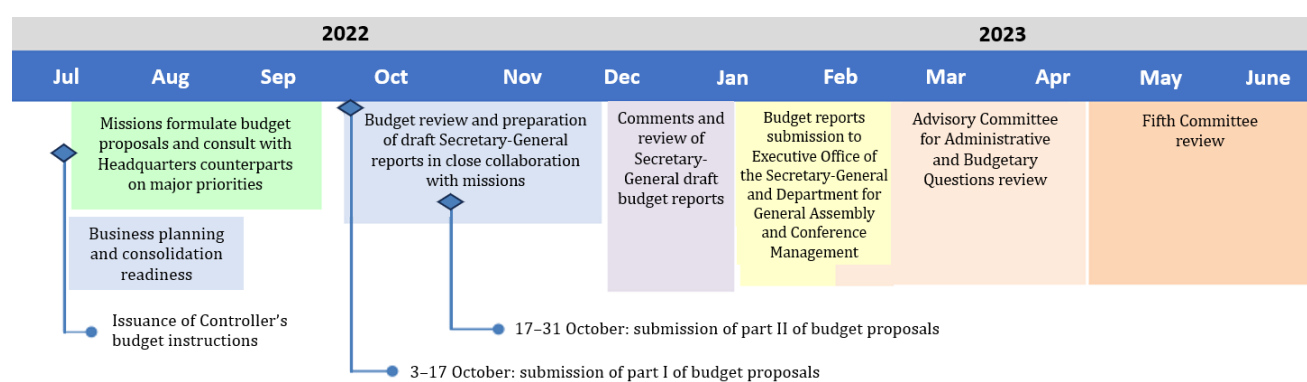 2022
2023
Jul Aug Sep Oct Nov Dec Jan Feb Mar Apr May June
Missions formulate budget
proposals and consult with
Headquarters counterparts
on major priorities
Business planning
and consolidation
readiness
Issuance of Controller's
budget instructions
Budget review and preparation
of draft Secretary-General
reports in close collaboration
with missions
Comments and
review of
Secretary-
General draft
budget reports
Budget reports
submission to
Executive Office of
the Secretary-General
and Department for
General Assembly
and Conference
Management
Advisory Committee
for Administrative
and Budgetary
Questions review
Fifth Committee
review
17–31 October: submission of part II of budget proposals
3–17 October: submission of part I of budget proposals